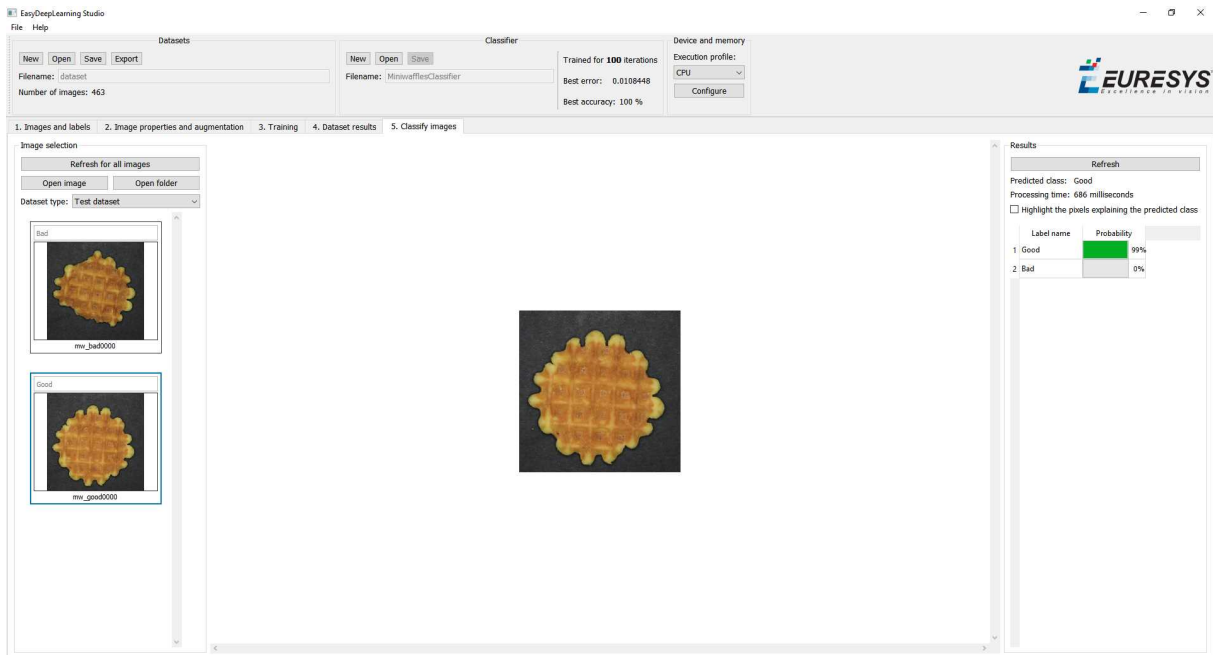 EasyDeepLearning Studio
File Help
Datasets
New Open Save Export
Filename: dataset
Number of images: 463
Classifier
New Open Save
Filename: MiniwafflesClassifier
Trained for 100 iterations
Best error: 0.0108448
Best accuracy: 100 %
Device and memory
Execution profile:
CPU
Configure
EURESYS
Excellence in vision
1. Images and labels 2. Image properties and augmentation 3. Training 4. Dataset results 5. Classify images
Image selection
Refresh for all images
Open image Open folder
Dataset type: Test dataset
Bad
mw_bad0000
Good
mw_good0000
Results
Refresh
Predicted class: Good
Processing time: 686 milliseconds
Highlight the pixels explaining the predicted class
Label name Probability
1 Good 99%
2 Bad 0%